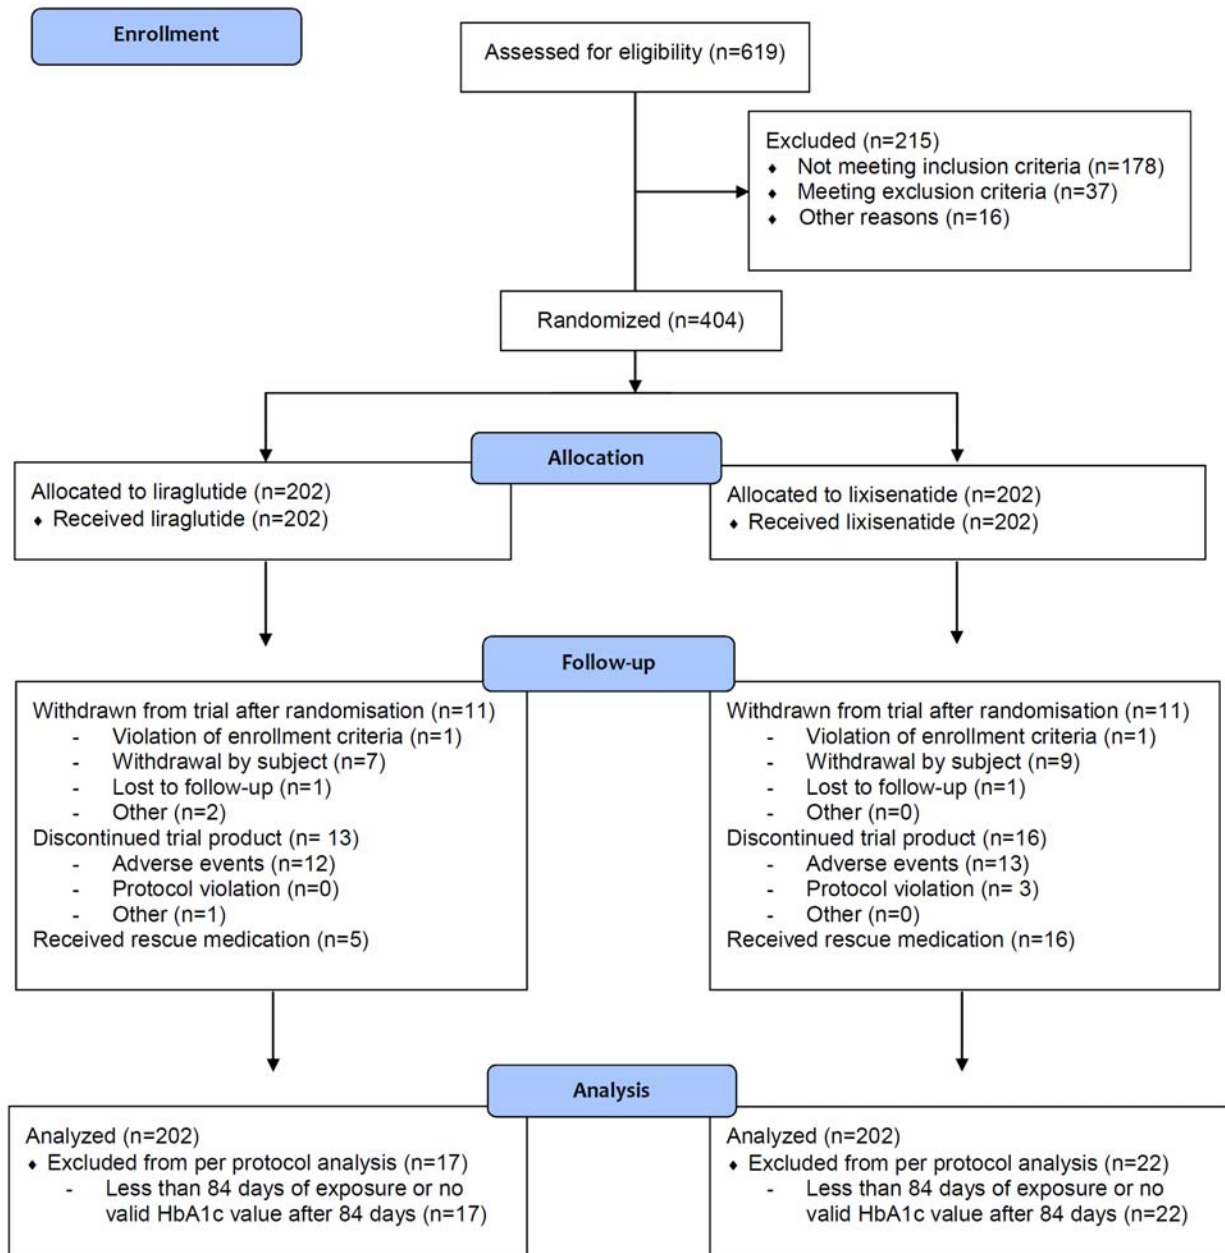 Enrollment
Assessed for eligibility (n=619)
Excluded (n=215)
♦ Not meeting inclusion criteria (n=178)
♦ Meeting exclusion criteria (n=37)
♦ Other reasons (n=16)
Randomized (n=404)
Allocation
Allocated to liraglutide (n=202)
♦ Received liraglutide (n=202)
Allocated to lixisenatide (n=202)
♦ Received lixisenatide (n=202)
Follow-up
Withdrawn from trial after randomisation (n=11)
- Violation of enrollment criteria (n=1)
- Withdrawal by subject (n=7)
- Lost to follow-up (n=1)
- Other (n=2)
Discontinued trial product (n= 13)
- Adverse events (n=12)
- Protocol violation (n=0)
- Other (n=1)
Received rescue medication (n=5)
Withdrawn from trial after randomisation (n=11)
- Violation of enrollment criteria (n=1)
- Withdrawal by subject (n=9)
- Lost to follow-up (n=1)
- Other (n=0)
Discontinued trial product (n=16)
- Adverse events (n=13)
- Protocol violation (n= 3)
- Other (n=0)
Received rescue medication (n=16)
Analysis
Analyzed (n=202)
♦ Excluded from per protocol analysis (n=17)
- Less than 84 days of exposure or no
valid HbA1c value after 84 days (n=17)
Analyzed (n=202)
♦ Excluded from per protocol analysis (n=22)
- Less than 84 days of exposure or no
valid HbA1c value after 84 days (n=22)